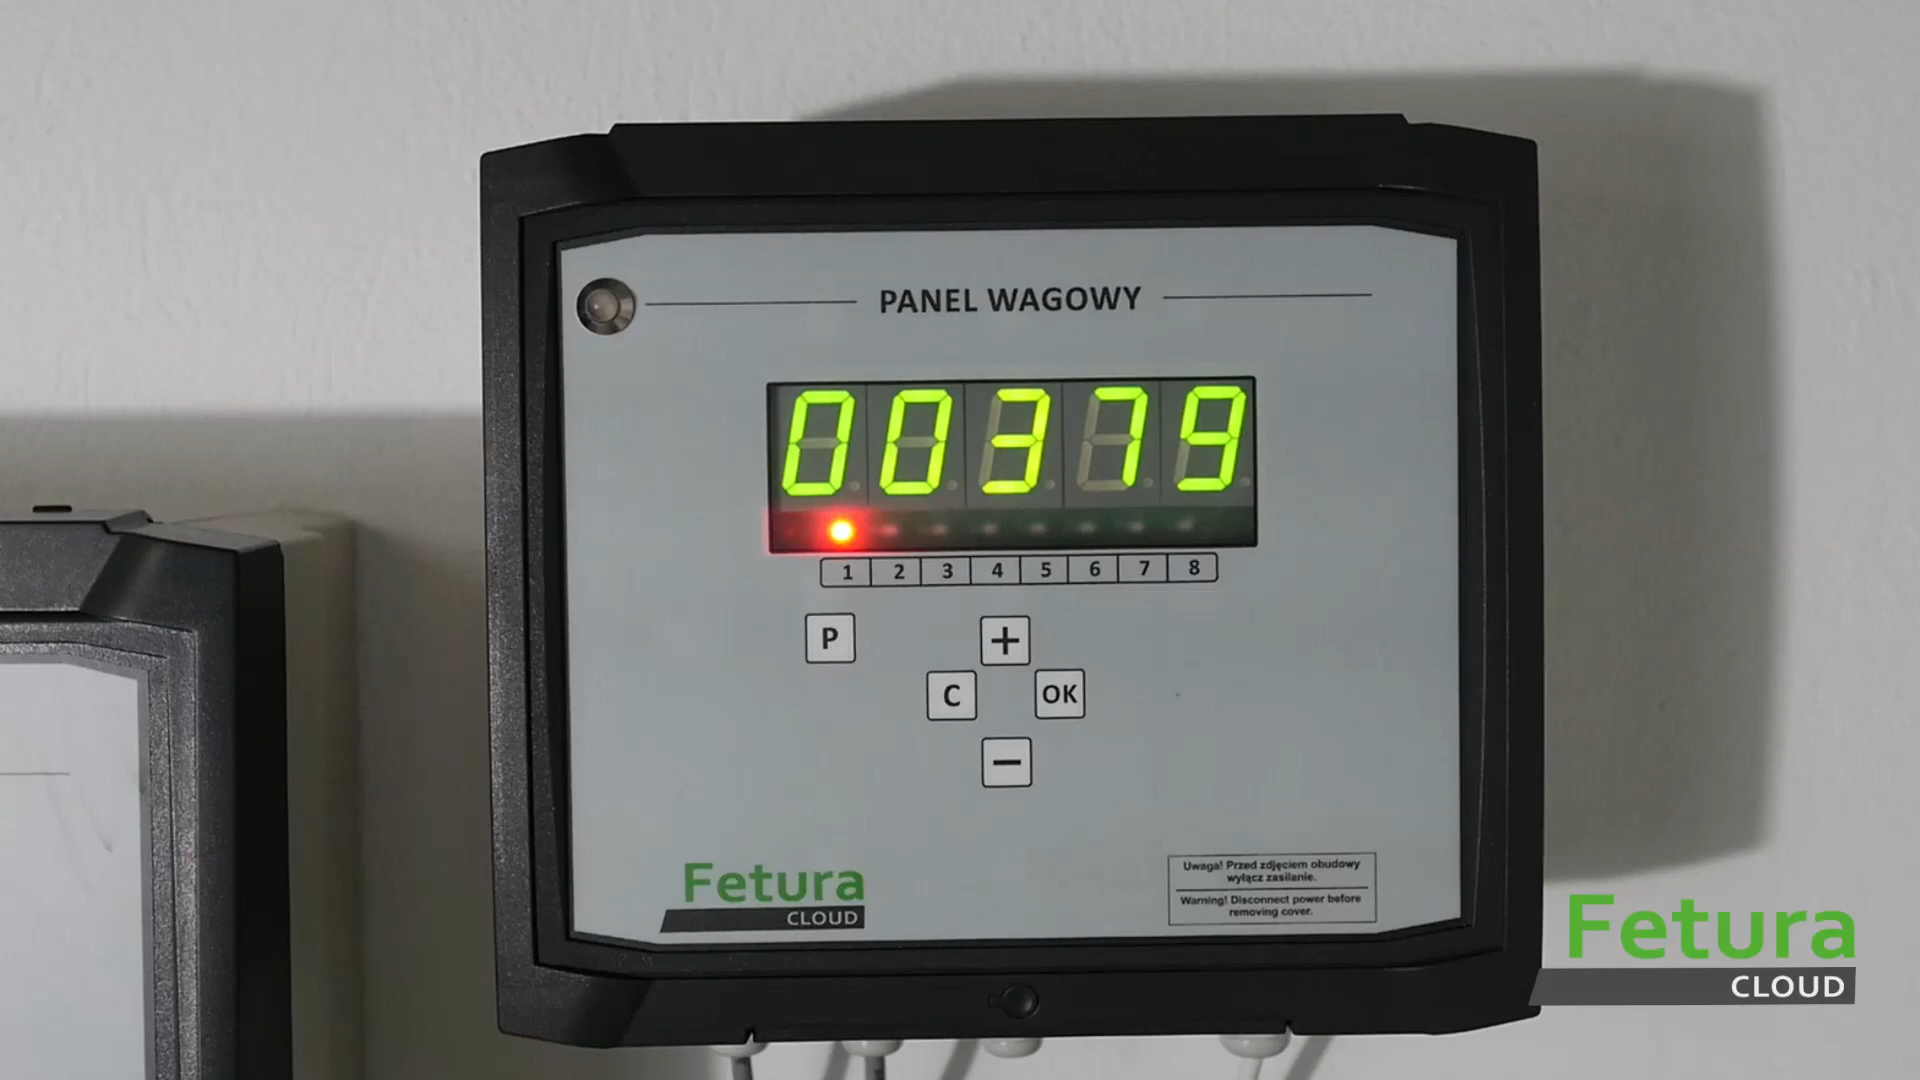 PANEL WAGOWY
00379
1 2 3 4 5 6 7 8
P
+
C OK
−
Fetura
CLOUD
Uwaga! Przed zdjęciem obudowy
wyłącz zasilanie.
Warning! Disconnect power before
removing cover.
Fetura
CLOUD